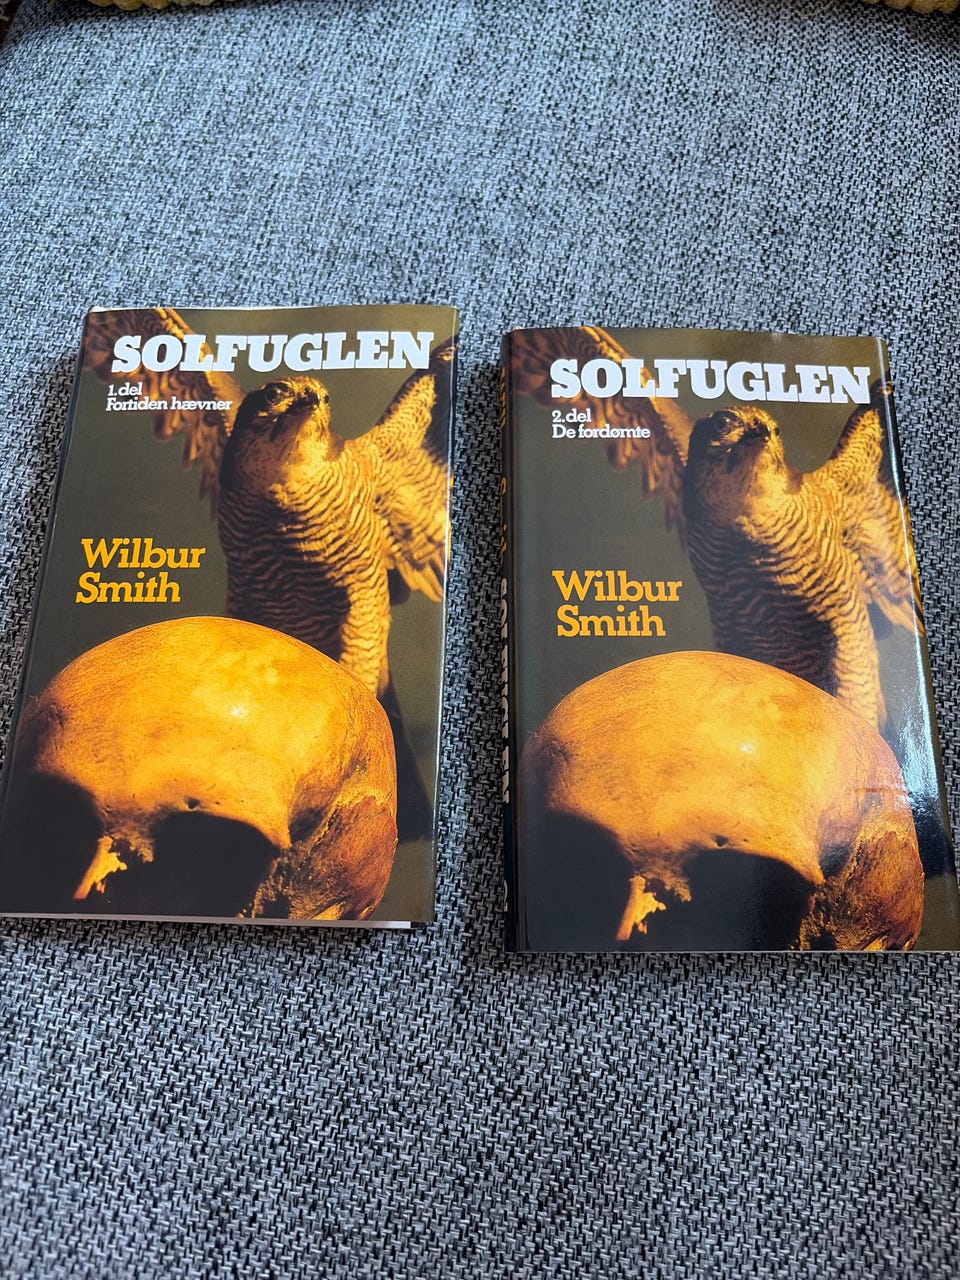 SOLFUGLEN
1. del
Fortiden hævner
Wilbur
Smith
SOLFUGLEN
2. del
De fordømte
Wilbur
Smith